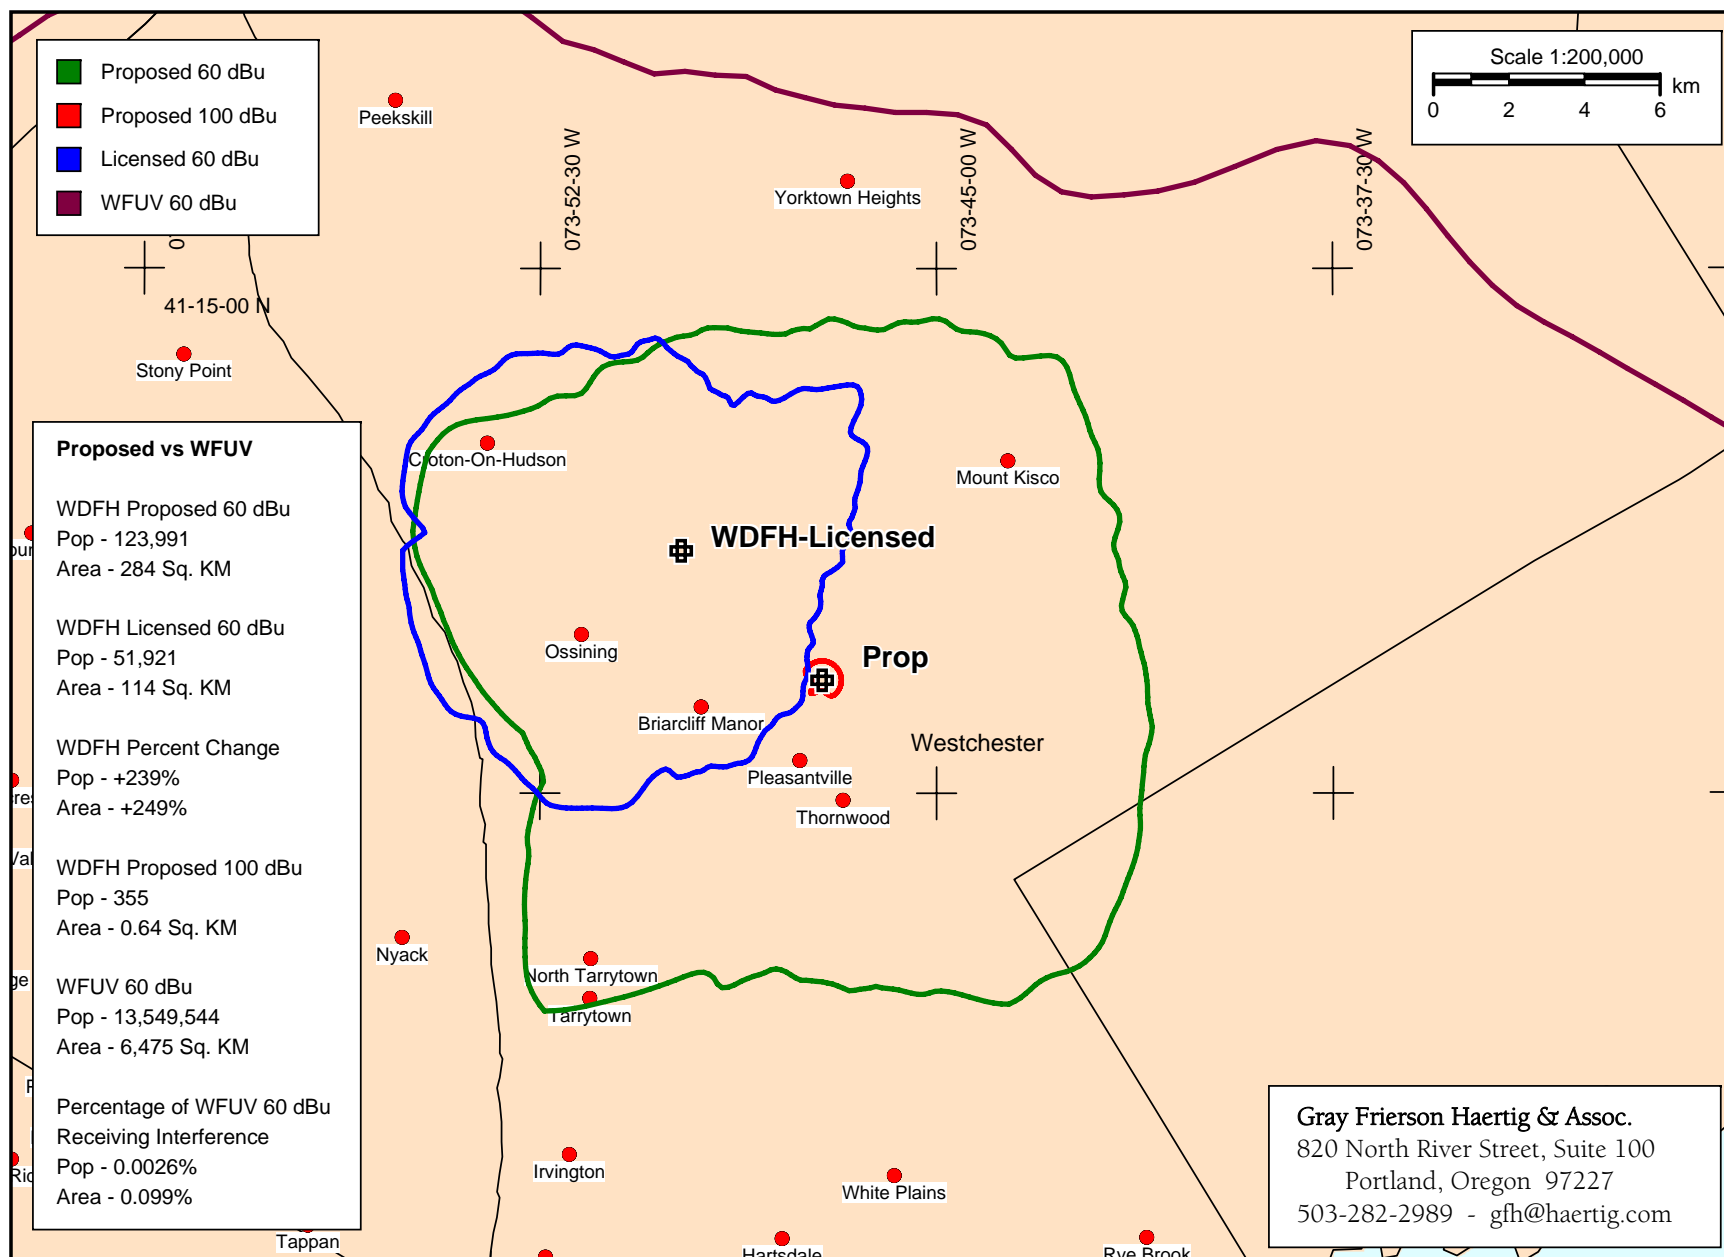 Proposed 60 dBu
Proposed 100 dBu
Licensed 60 dBu
WFUV 60 dBu
Scale 1:200,000
km
0 2 4 6
Peekskill
Yorktown Heights
073-52-30 W
073-45-00 W
073-37-30 W
41-15-00 N
Stony Point
Croton-On-Hudson
Mount Kisco
WDFH-Licensed
Ossining
Prop
Briarcliff Manor
Westchester
Pleasantville
Thornwood
Nyack
North Tarrytown
Tarrytown
Irvington
White Plains
Tappan
Hartsdale
Rye Brook
Proposed vs WFUV
WDFH Proposed 60 dBu
Pop - 123,991
Area - 284 Sq. KM
WDFH Licensed 60 dBu
Pop - 51,921
Area - 114 Sq. KM
WDFH Percent Change
Pop - +239%
Area - +249%
WDFH Proposed 100 dBu
Pop - 355
Area - 0.64 Sq. KM
WFUV 60 dBu
Pop - 13,549,544
Area - 6,475 Sq. KM
Percentage of WFUV 60 dBu
Receiving Interference
Pop - 0.0026%
Area - 0.099%
Gray Frierson Haertig & Assoc.
820 North River Street, Suite 100
Portland, Oregon 97227
503-282-2989 - gfh@haertig.com